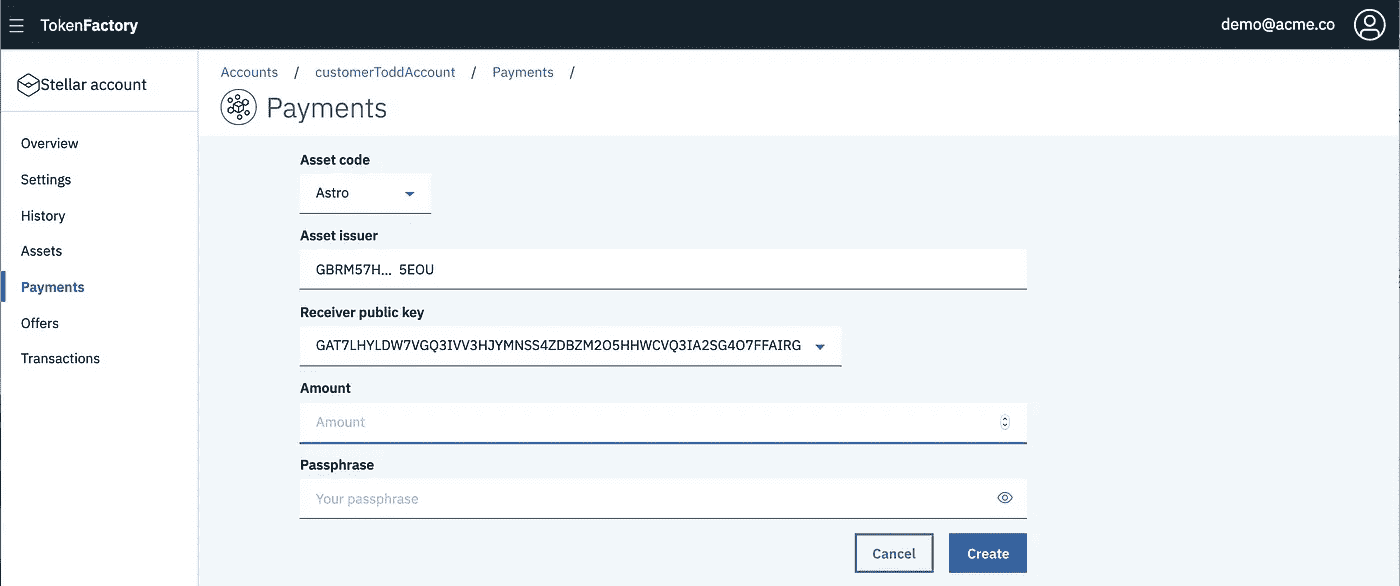 TokenFactory
demo@acme.co
Stellar account
Overview
Settings
History
Assets
Payments
Offers
Transactions
Accounts / customerToddAccount / Payments /
Payments
Asset code
Astro
Asset issuer
GBRM57H... 5EOU
Receiver public key
GAT7LHYLDW7VGQ3IVV3HJYMNSS4ZDBZM2O5HHWCVQ3IA2SG4O7FFAIRG
Amount
Amount
Passphrase
Your passphrase
Cancel
Create